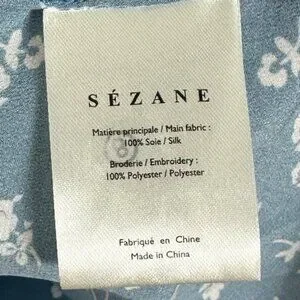 SÉZANE
Matière principale / Main fabric :
100% Soie / Silk
Broderie / Embroidery :
100% Polyester / Polyester
Fabriqué en Chine
Made in China